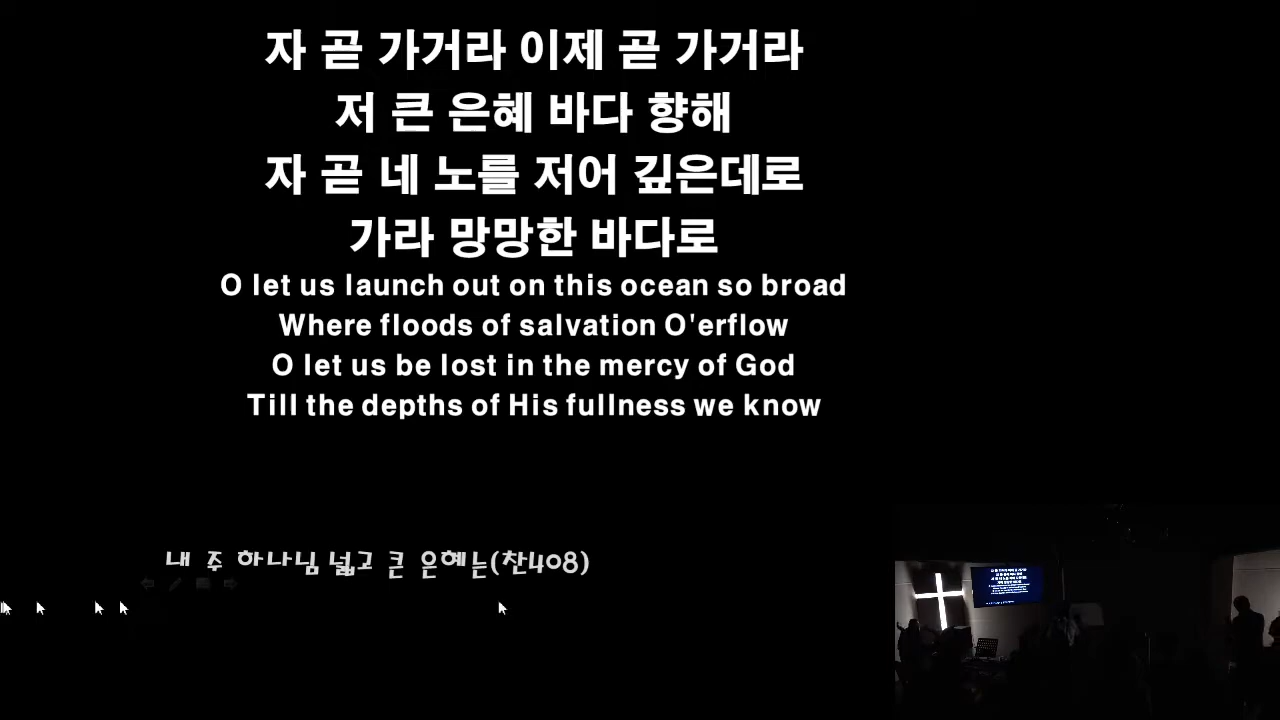 자 곧 가거라 이제 곧 가거라
저 큰 은혜 바다 향해
자 곧 네 노를 저어 깊은데로
가라 망망한 바다로
O let us launch out on this ocean so broad
Where floods of salvation O'erflow
O let us be lost in the mercy of God
Till the depths of His fullness we know
내 주 하나님 넓고 큰 은혜는(찬408)